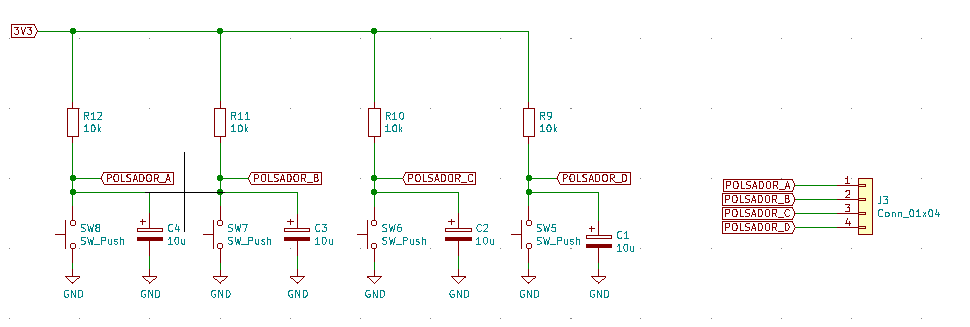 3V3
R12
10k
R11
10k
R10
10k
R9
10k
POLSADOR_A
POLSADOR_B
POLSADOR_C
POLSADOR_D
SW8
SW_Push
C4
10u
SW7
SW_Push
C3
10u
SW6
SW_Push
C2
10u
SW5
SW_Push
C1
10u
GND
GND
GND
GND
GND
GND
GND
GND
POLSADOR_A 1
POLSADOR_B 2
POLSADOR_C 3
POLSADOR_D 4
J3
Conn_01x04